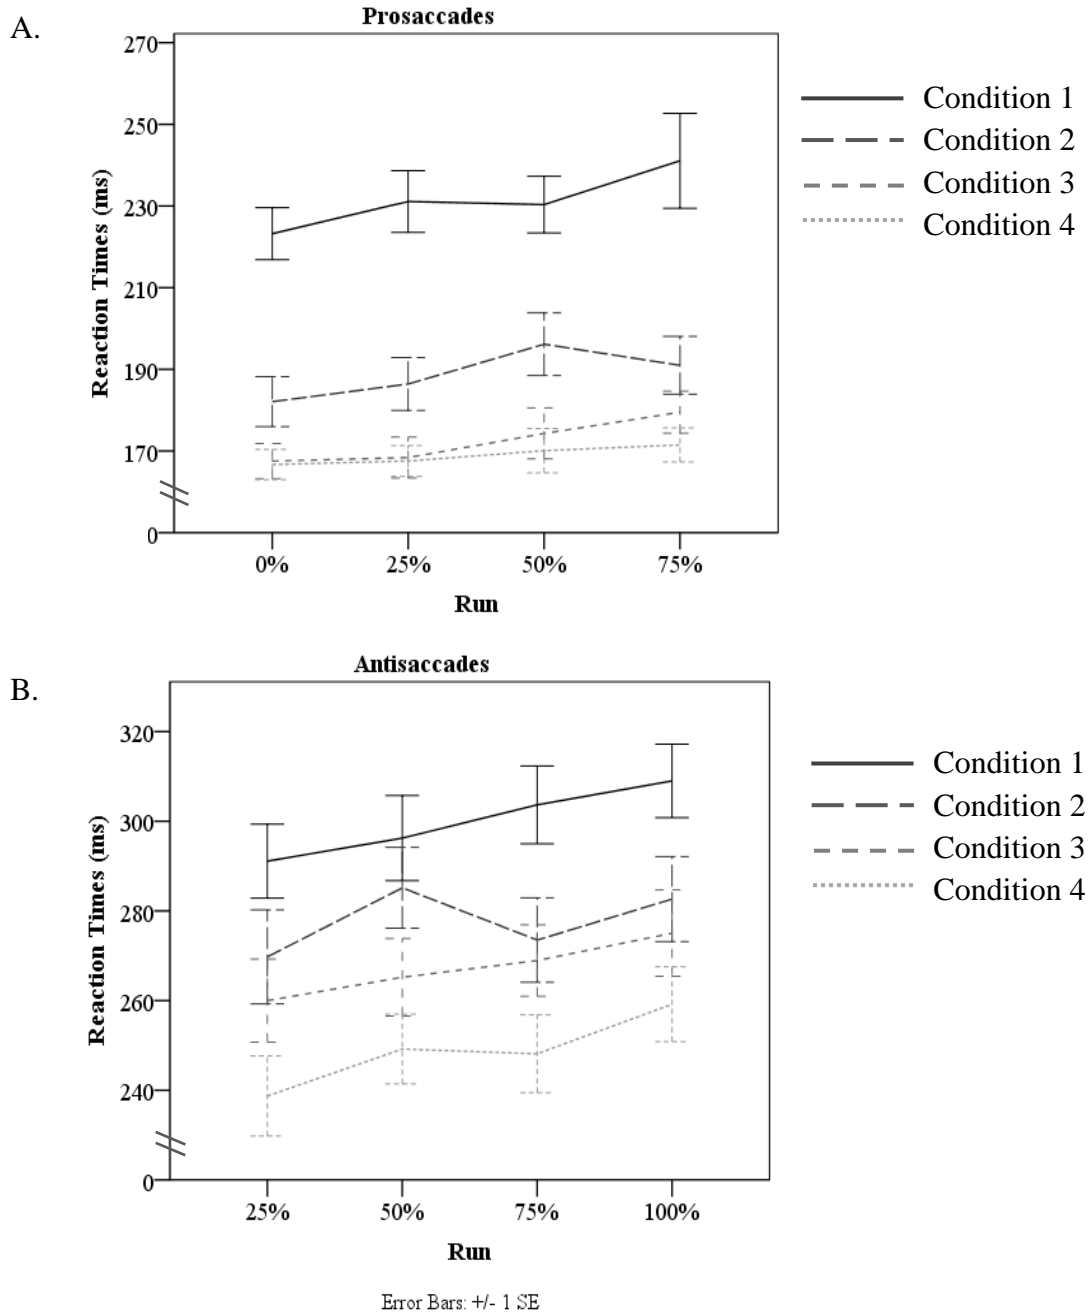 A.
Prosaccades
Reaction Times (ms)
270
250
230
210
190
170
0
0% 25% 50% 75%
Run
Condition 1
Condition 2
Condition 3
Condition 4
B.
Antisaccades
Reaction Times (ms)
320
300
280
260
240
0
25% 50% 75% 100%
Run
Condition 1
Condition 2
Condition 3
Condition 4
Error Bars: +/- 1 SE